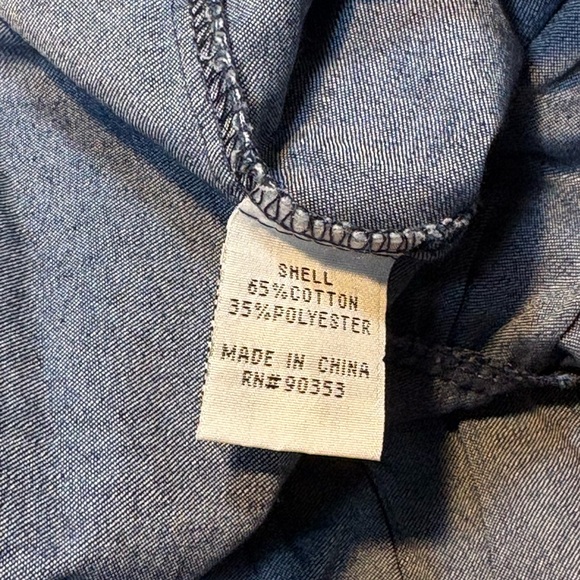 SHELL
65%COTTON
35%POLYESTER
MADE IN CHINA
RN#90353